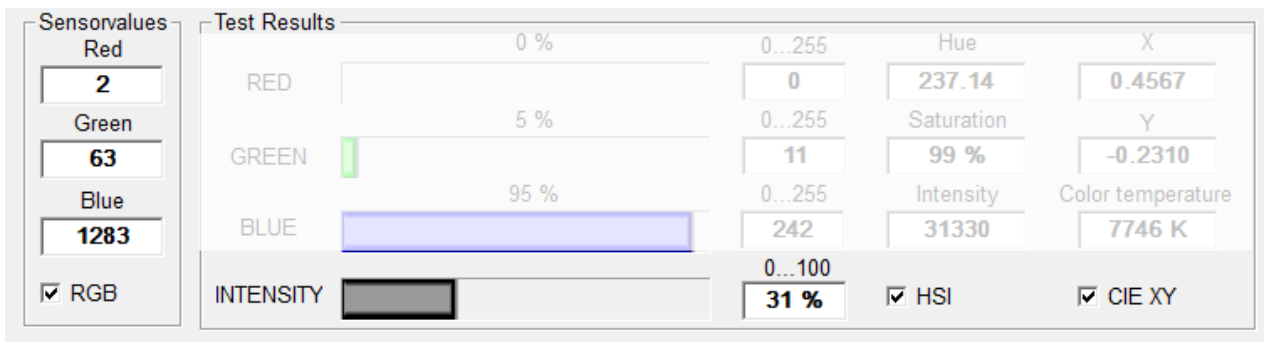 Sensorvalues
Red
2
Green
63
Blue
1283
RGB
Test Results
0 % 0...255 Hue X
RED 0 237.14 0.4567
5 % 0...255 Saturation Y
GREEN 11 99 % -0.2310
95 % 0...255 Intensity Color temperature
BLUE 242 31330 7746 K
0...100
INTENSITY 31 % HSI CIE XY